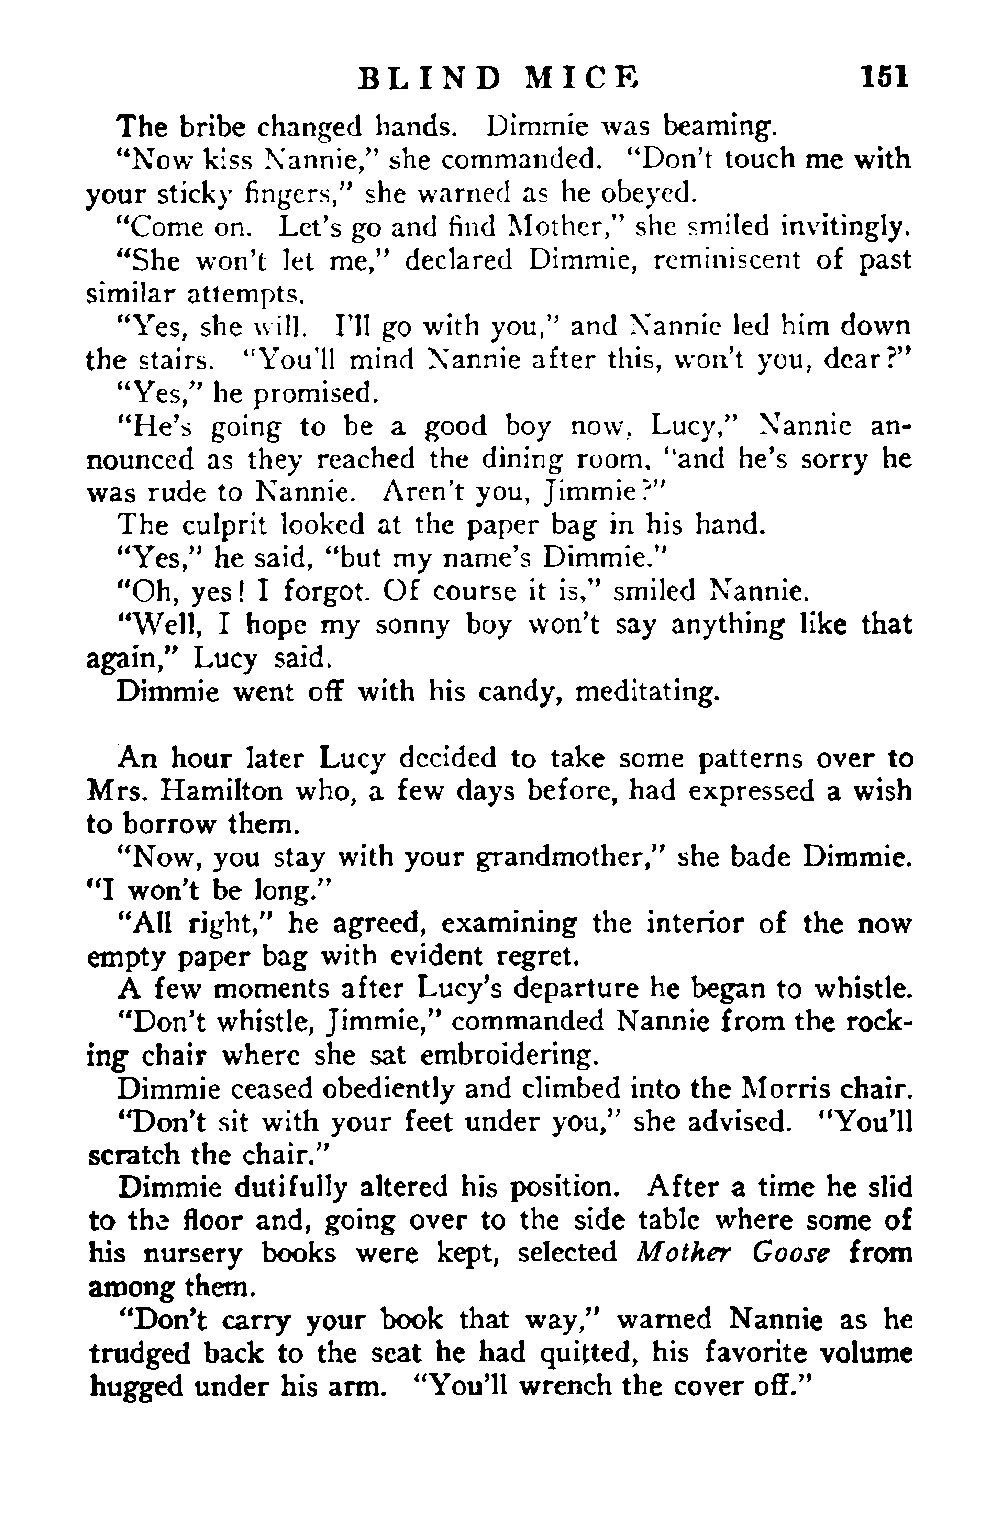 BLIND MICE 151
The bribe changed hands. Dimmie was beaming.
“Now kiss Nannie,” she commanded. “Don’t touch me with
your sticky fingers,” she warned as he obeyed.
“Come on. Let’s go and find Mother,” she smiled invitingly.
“She won’t let me,” declared Dimmie, reminiscent of past
similar attempts.
“Yes, she will. I’ll go with you,” and Nannie led him down
the stairs. “You’ll mind Nannie after this, won’t you, dear?”
“Yes,” he promised.
“He’s going to be a good boy now, Lucy,” Nannie an-
nounced as they reached the dining room, “and he’s sorry he
was rude to Nannie. Aren’t you, Jimmie?”
The culprit looked at the paper bag in his hand.
“Yes,” he said, “but my name’s Dimmie.”
“Oh, yes! I forgot. Of course it is,” smiled Nannie.
“Well, I hope my sonny boy won’t say anything like that
again,” Lucy said.
Dimmie went off with his candy, meditating.
An hour later Lucy decided to take some patterns over to
Mrs. Hamilton who, a few days before, had expressed a wish
to borrow them.
“Now, you stay with your grandmother,” she bade Dimmie.
“I won’t be long.”
“All right,” he agreed, examining the interior of the now
empty paper bag with evident regret.
A few moments after Lucy’s departure he began to whistle.
“Don’t whistle, Jimmie,” commanded Nannie from the rock-
ing chair where she sat embroidering.
Dimmie ceased obediently and climbed into the Morris chair.
“Don’t sit with your feet under you,” she advised. “You’ll
scratch the chair.”
Dimmie dutifully altered his position. After a time he slid
to the floor and, going over to the side table where some of
his nursery books were kept, selected Mother Goose from
among them.
“Don’t carry your book that way,” warned Nannie as he
trudged back to the seat he had quitted, his favorite volume
hugged under his arm. “You’ll wrench the cover off.”